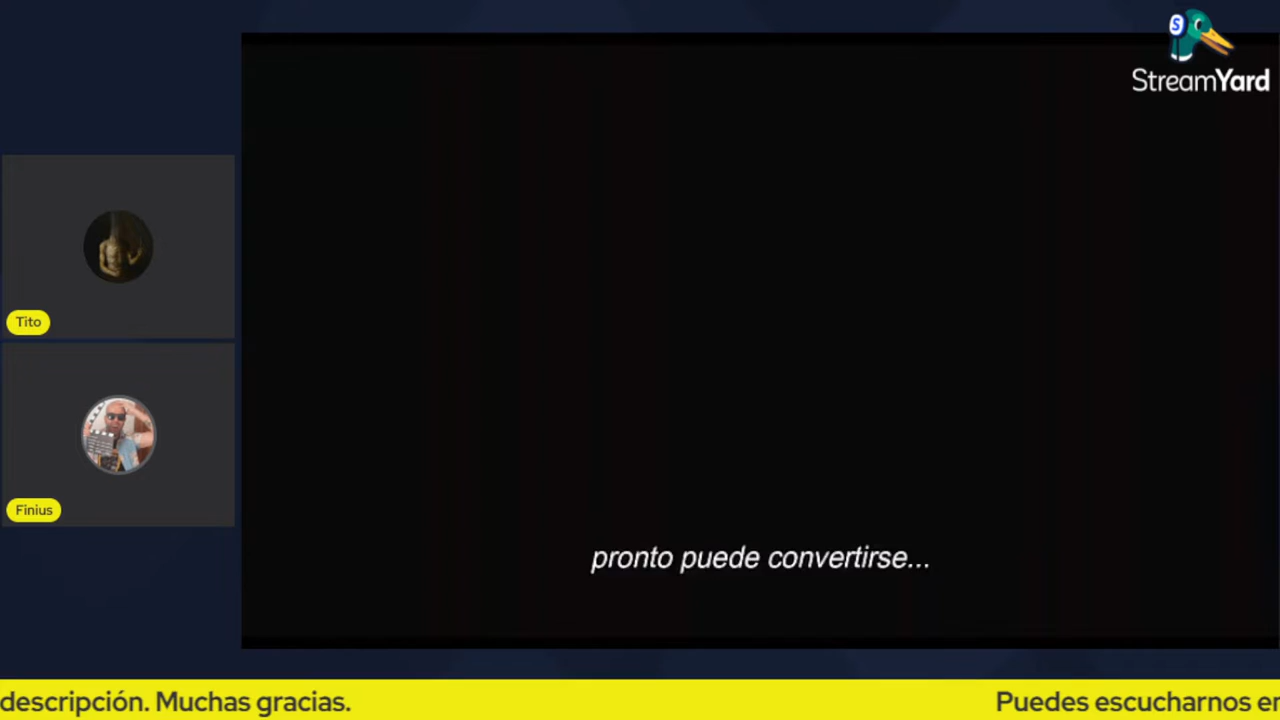 StreamYard
Tito
Finius
pronto puede convertirse...
descripción. Muchas gracias.
Puedes escucharnos en